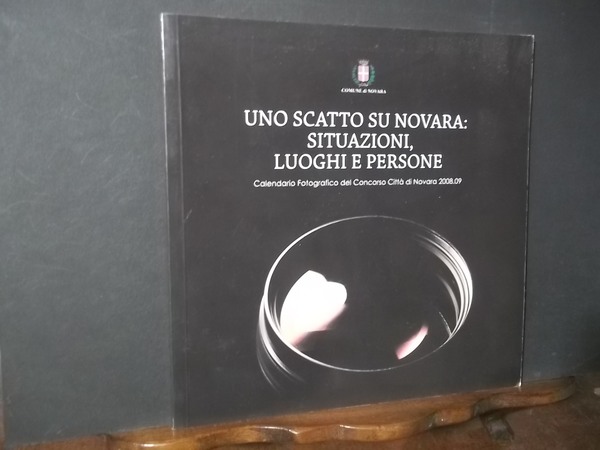 COMUNE di NOVARA
UNO SCATTO SU NOVARA:
SITUAZIONI,
LUOGHI E PERSONE
Calendario Fotografico del Concorso Città di Novara 2008.09